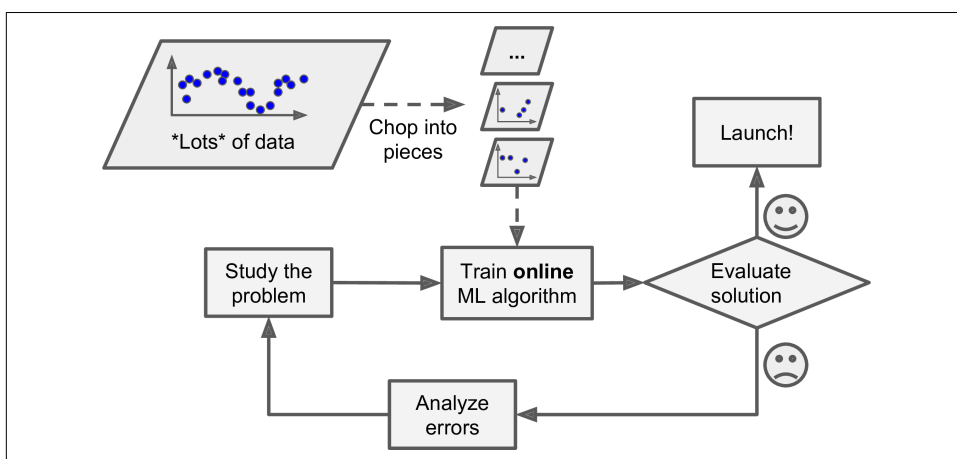 ...
*Lots* of data
Chop into
pieces
Launch!
Study the
problem
Train online
ML algorithm
Evaluate
solution
Analyze
errors